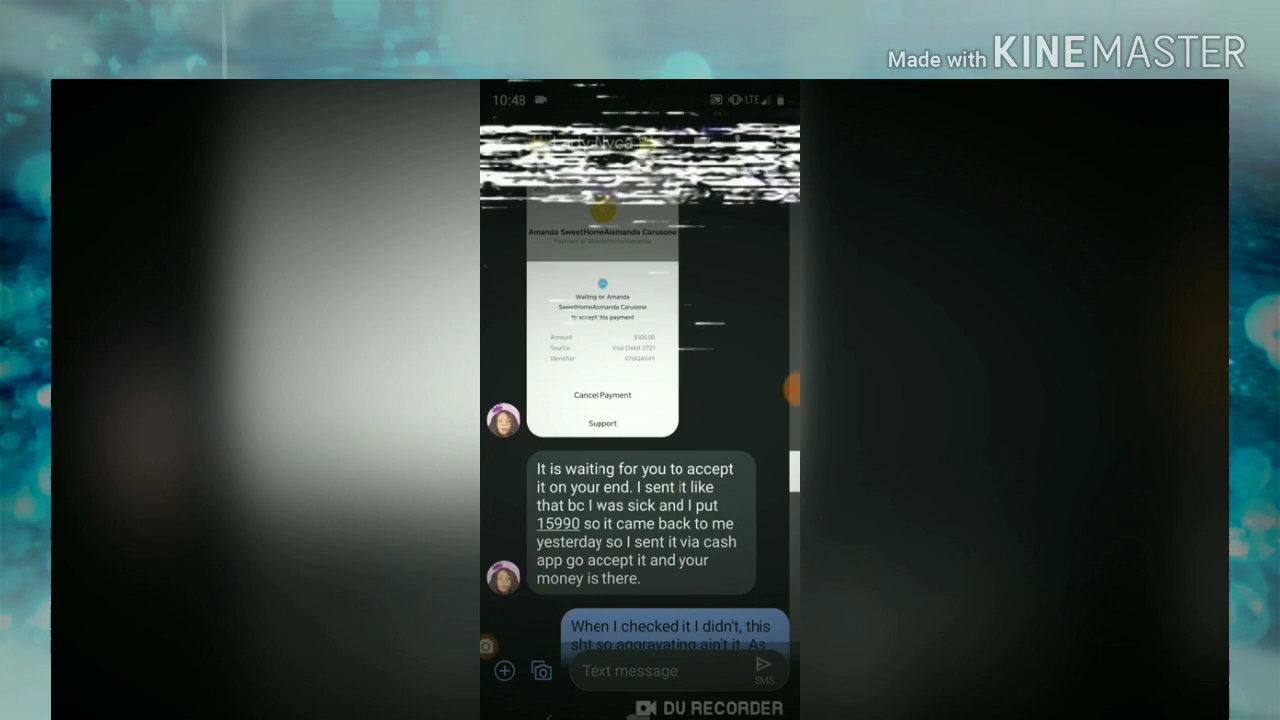 Made with KINEMASTER
10:48 LTE
Lady Nyca
Amanda SweetHomeAlamanda Carusone
Waiting for Amanda
SweetHomeAlamanda Carusone
to accept this payment
Amount $100.00
Source Visa Debit 2721
Identifier
Cancel Payment
Support
It is waiting for you to accept
it on your end. I sent it like
that bc I was sick and I put
15990 so it came back to me
yesterday so I sent it via cash
app go accept it and your
money is there.
When I checked it I didn't, this
sht so aggravating ain't it. As
Text message
SMS
DU RECORDER